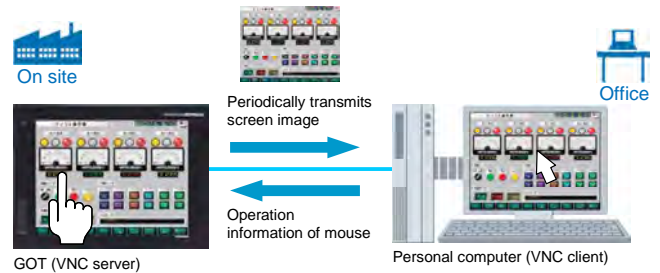 On site
Office
Periodically transmits
screen image
Operation
information of mouse
GOT (VNC server)
Personal computer (VNC client)